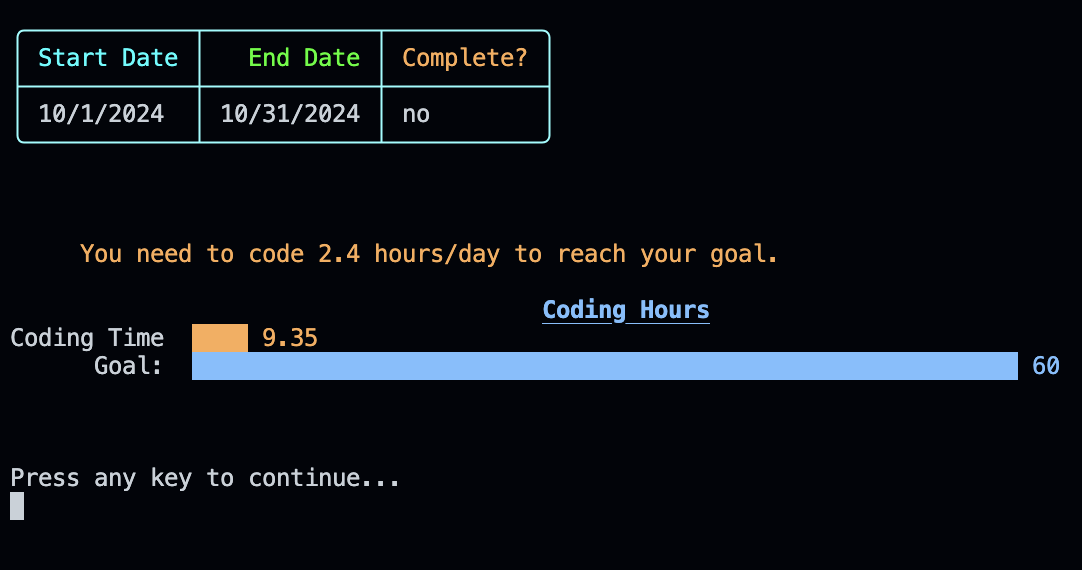 Start Date End Date Complete?
10/1/2024 10/31/2024 no
You need to code 2.4 hours/day to reach your goal.
Coding Hours
Coding Time 9.35
Goal: 60
Press any key to continue...